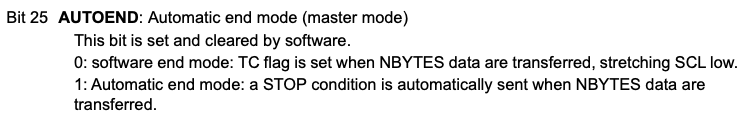 Bit 25 AUTOEND: Automatic end mode (master mode)
This bit is set and cleared by software.
0: software end mode: TC flag is set when NBYTES data are transferred, stretching SCL low.
1: Automatic end mode: a STOP condition is automatically sent when NBYTES data are
transferred.